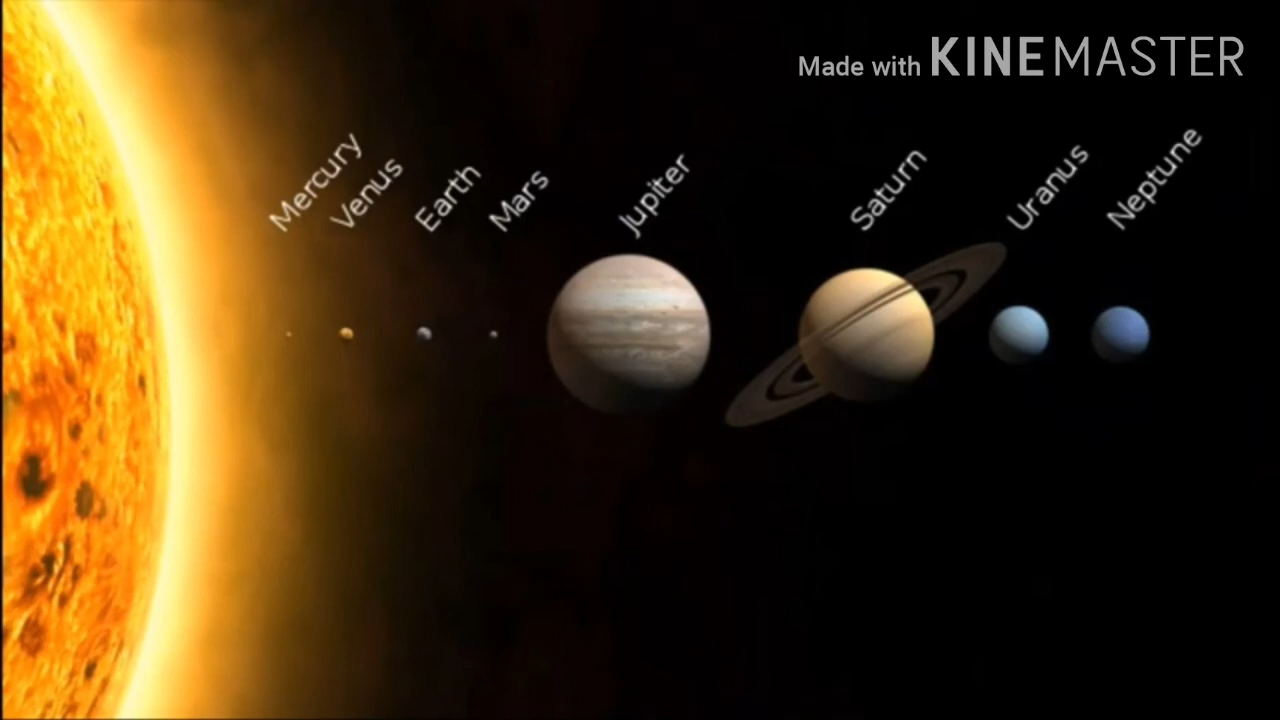 Made with KINEMASTER
Mercury
Venus
Earth
Mars
Jupiter
Saturn
Uranus
Neptune